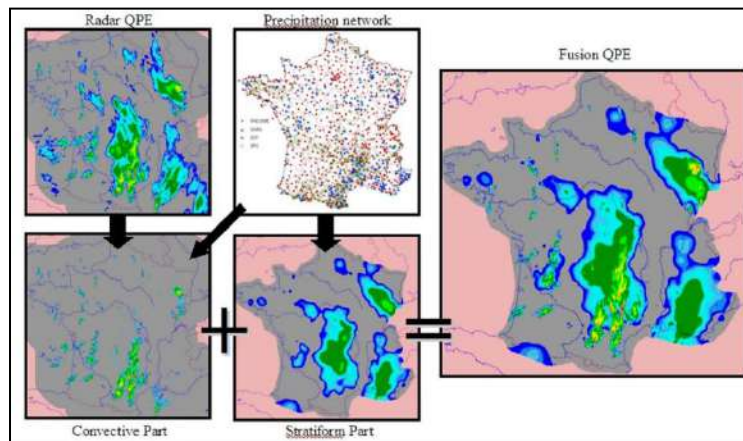 Radar QPE
Precipitation network
Fusion QPE
Convective Part
Stratiform Part